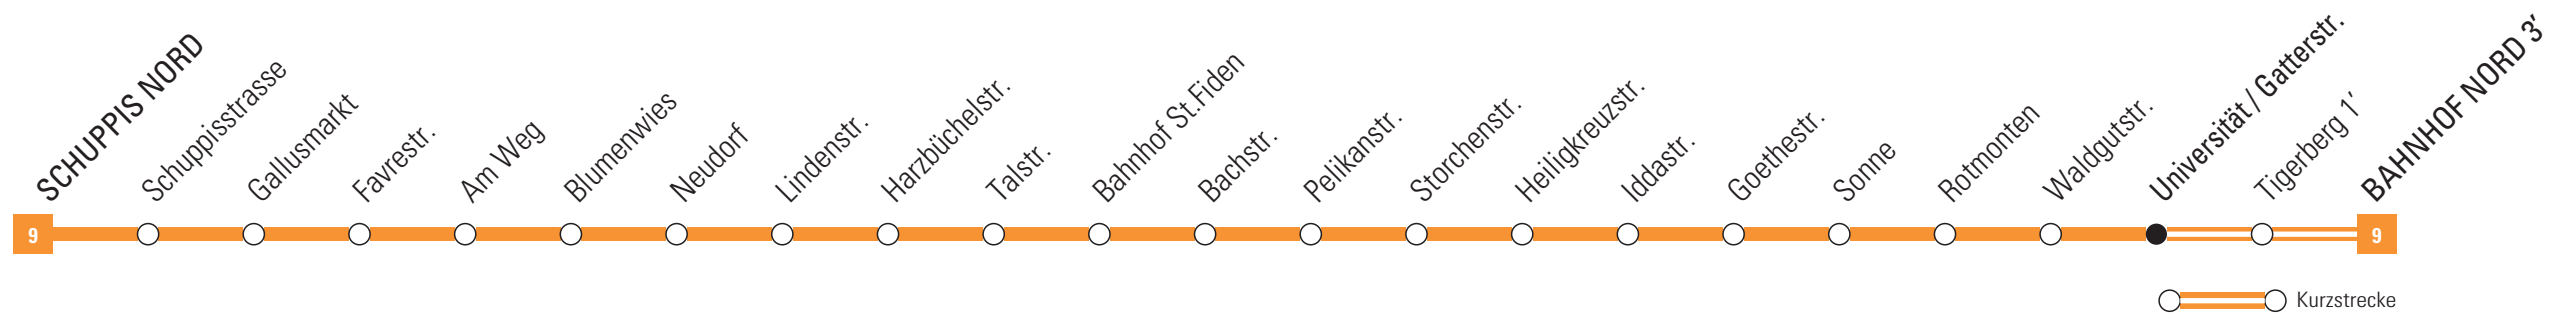 SCHUPPIS NORD
Schuppisstrasse
Gallusmarkt
Favrestr.
Am Weg
Blumenwies
Neudorf
Lindenstr.
Harzbüchelstr.
Talstr.
Bahnhof St.Fiden
Bachstr.
Pelikanstr.
Storchenstr.
Heiligkreuzstr.
Iddastr.
Goethestr.
Sonne
Rotmonten
Waldgutstr.
Universität / Gatterstr.
Tigerberg 1'
BAHNHOF NORD 3'
9
9
Kurzstrecke